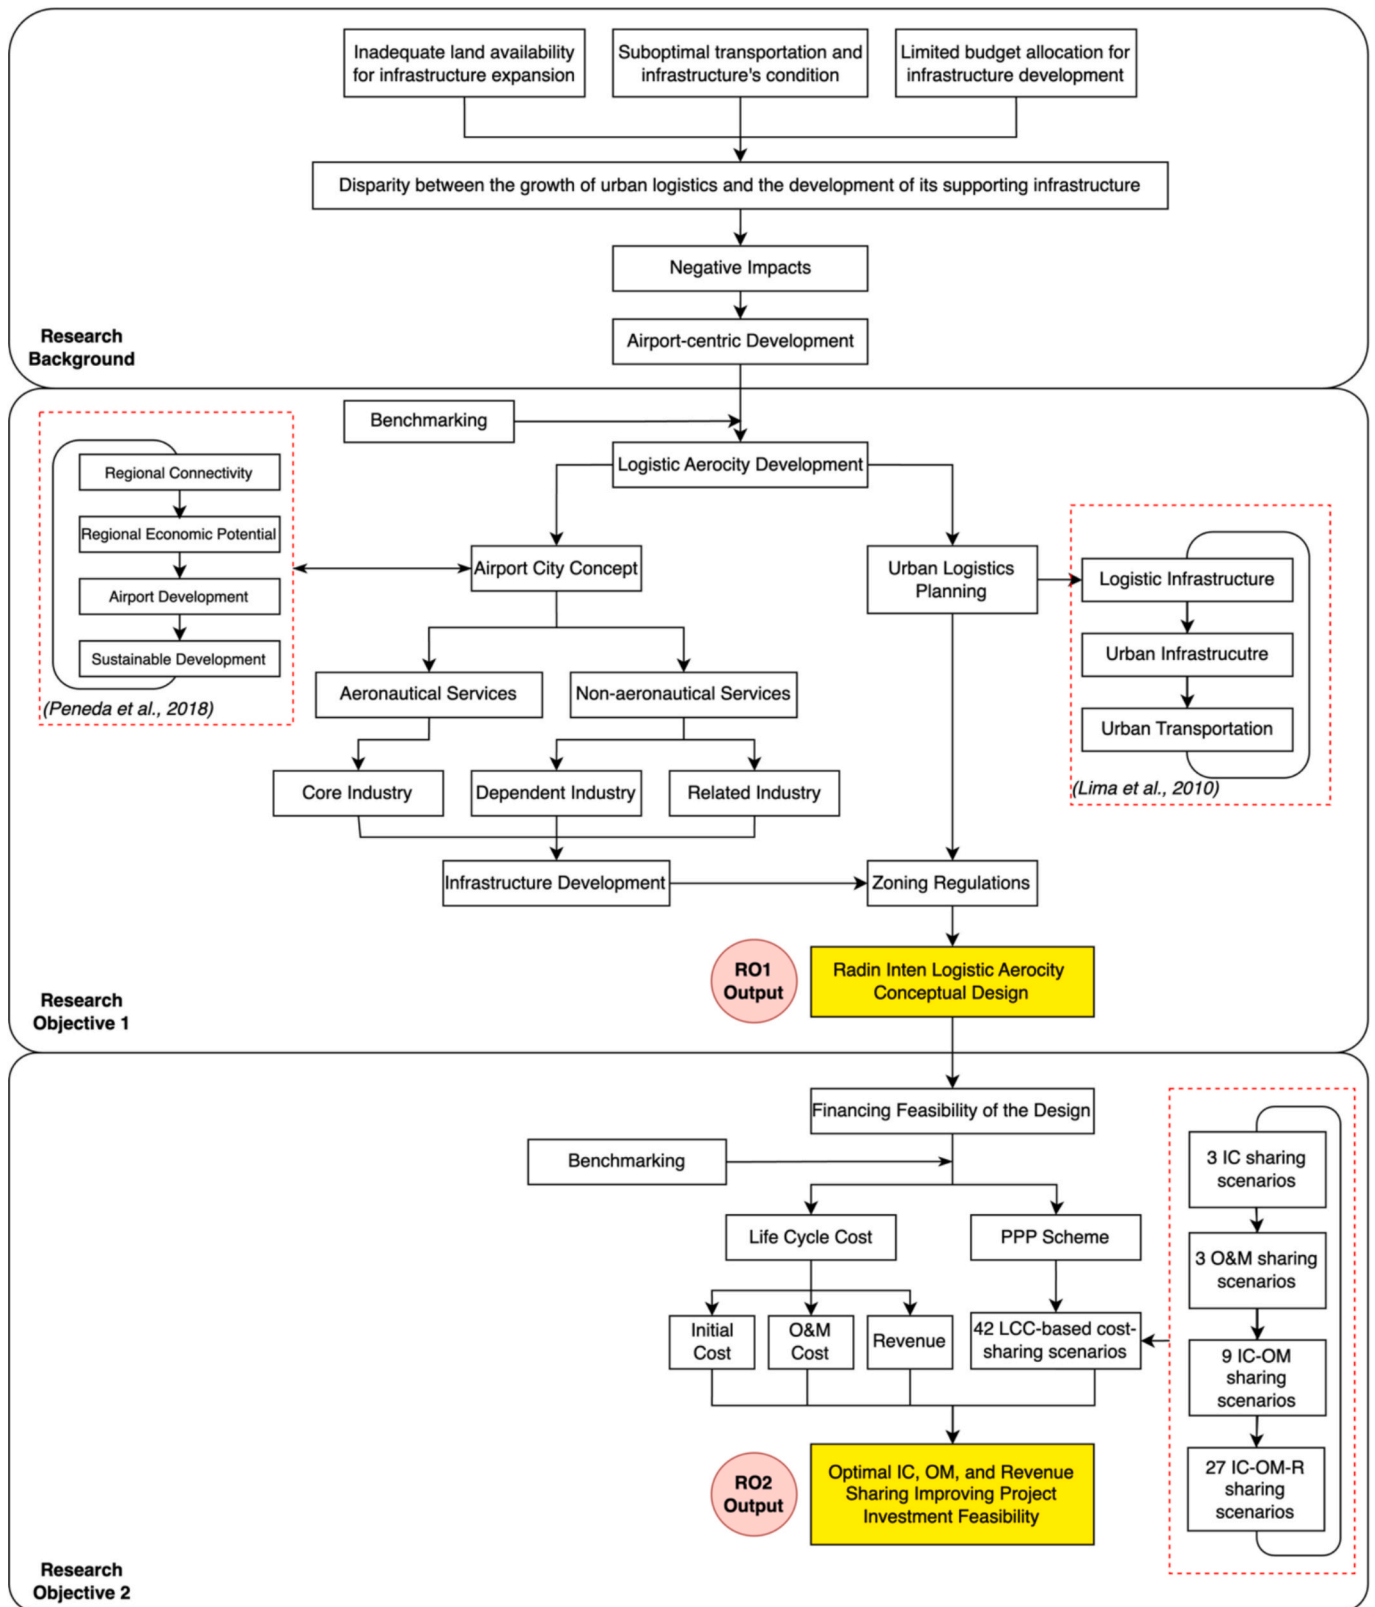 Inadequate land availability
for infrastructure expansion
Suboptimal transportation and
infrastructure's condition
Limited budget allocation for
infrastructure development
Disparity between the growth of urban logistics and the development of its supporting infrastructure
Negative Impacts
Airport-centric Development
Research
Background
Benchmarking
Logistic Aerocity Development
Regional Connectivity
Regional Economic Potential
Airport Development
Sustainable Development
(Peneda et al., 2018)
Airport City Concept
Urban Logistics
Planning
Logistic Infrastructure
Urban Infrastrucutre
Urban Transportation
(Lima et al., 2010)
Aeronautical Services
Non-aeronautical Services
Core Industry
Dependent Industry
Related Industry
Infrastructure Development
Zoning Regulations
RO1
Output
Radin Inten Logistic Aerocity
Conceptual Design
Research
Objective 1
Financing Feasibility of the Design
Benchmarking
Life Cycle Cost
PPP Scheme
Initial
Cost
O&M
Cost
Revenue
42 LCC-based cost-
sharing scenarios
3 IC sharing
scenarios
3 O&M sharing
scenarios
9 IC-OM
sharing
scenarios
27 IC-OM-R
sharing
scenarios
RO2
Output
Optimal IC, OM, and Revenue
Sharing Improving Project
Investment Feasibility
Research
Objective 2